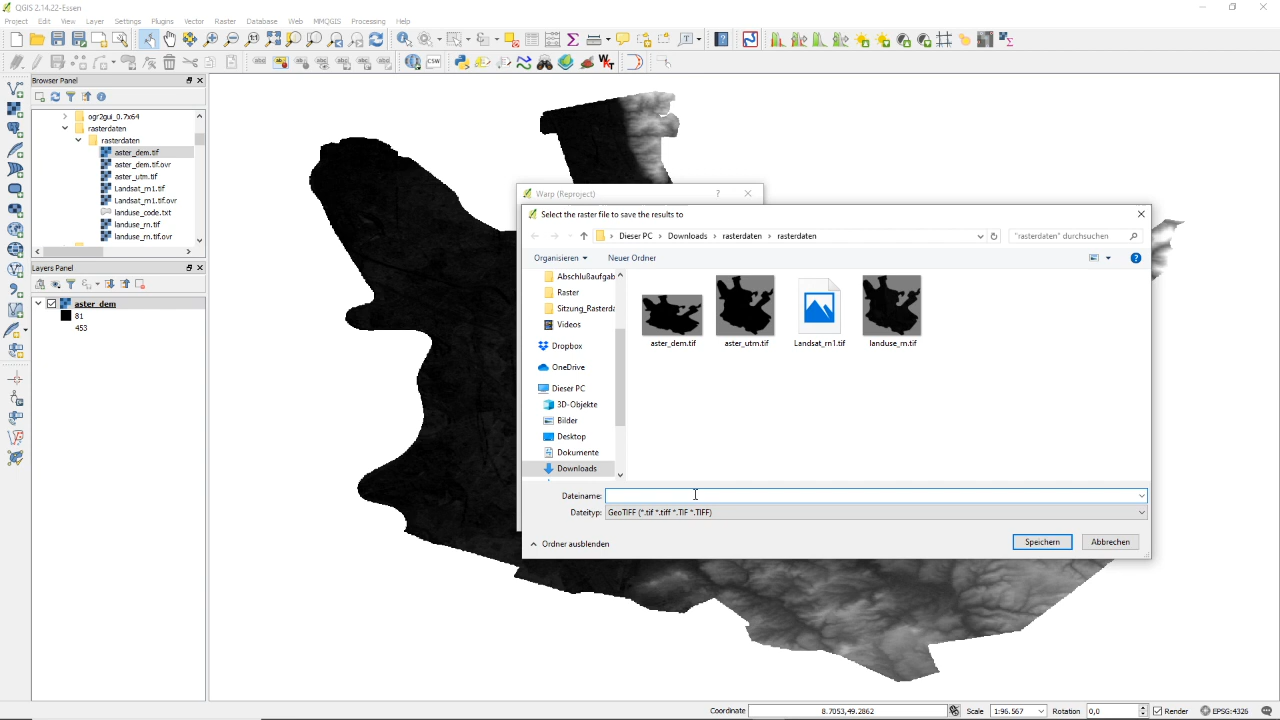 QGIS 2.14.22-Essen
Project Edit View Layer Settings Plugins Vector Raster Database Web MMQGIS Processing Help
CSW
Browser Panel
ogr2gui_0.7x64
rasterdaten
rasterdaten
aster_dem.tif
aster_dem.tif.ovr
aster_utm.tif
Landsat_rn1.tif
Landsat_rn1.tif.ovr
landuse_code.txt
landuse_rn.tif
landuse_rn.tif.ovr
Layers Panel
aster_dem
81
453
Warp (Reproject)
Select the raster file to save the results to
Dieser PC > Downloads > rasterdaten > rasterdaten
"rasterdaten" durchsuchen
Organisieren Neuer Ordner
Abschlußaufgab
Raster
Sitzung_Rasterda
Videos
Dropbox
OneDrive
Dieser PC
3D-Objekte
Bilder
Desktop
Dokumente
Downloads
aster_dem.tif aster_utm.tif Landsat_rn1.tif landuse_rn.tif
Dateiname:
Dateityp: GeoTIFF (*.tif *.tiff *.TIF *.TIFF)
Ordner ausblenden
Speichern Abbrechen
Coordinate 8.7053,49.2862 Scale 1:96.567 Rotation 0,0 Render EPSG:4326